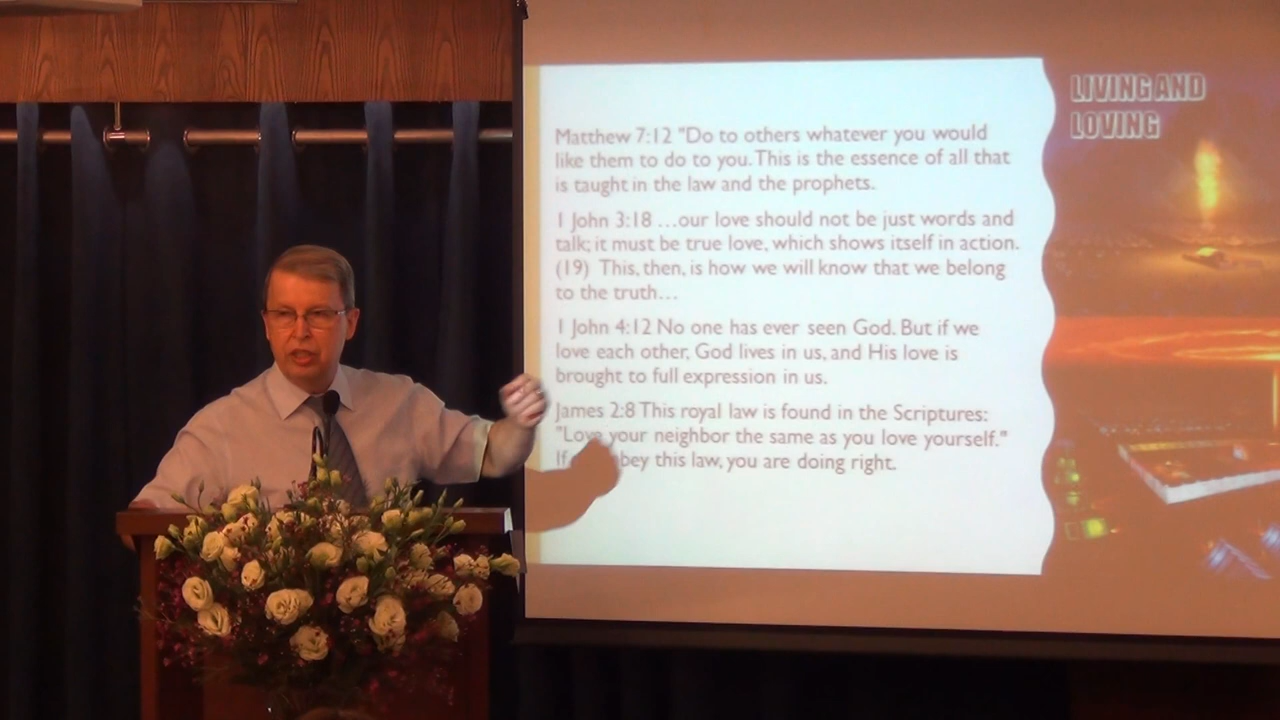 LIVING AND
LOVING
Matthew 7:12 "Do to others whatever you would
like them to do to you. This is the essence of all that
is taught in the law and the prophets.
1 John 3:18 ...our love should not be just words and
talk; it must be true love, which shows itself in action.
(19) This, then, is how we will know that we belong
to the truth...
1 John 4:12 No one has ever seen God. But if we
love each other, God lives in us, and His love is
brought to full expression in us.
James 2:8 This royal law is found in the Scriptures:
"Love your neighbor the same as you love yourself."
If obey this law, you are doing right.